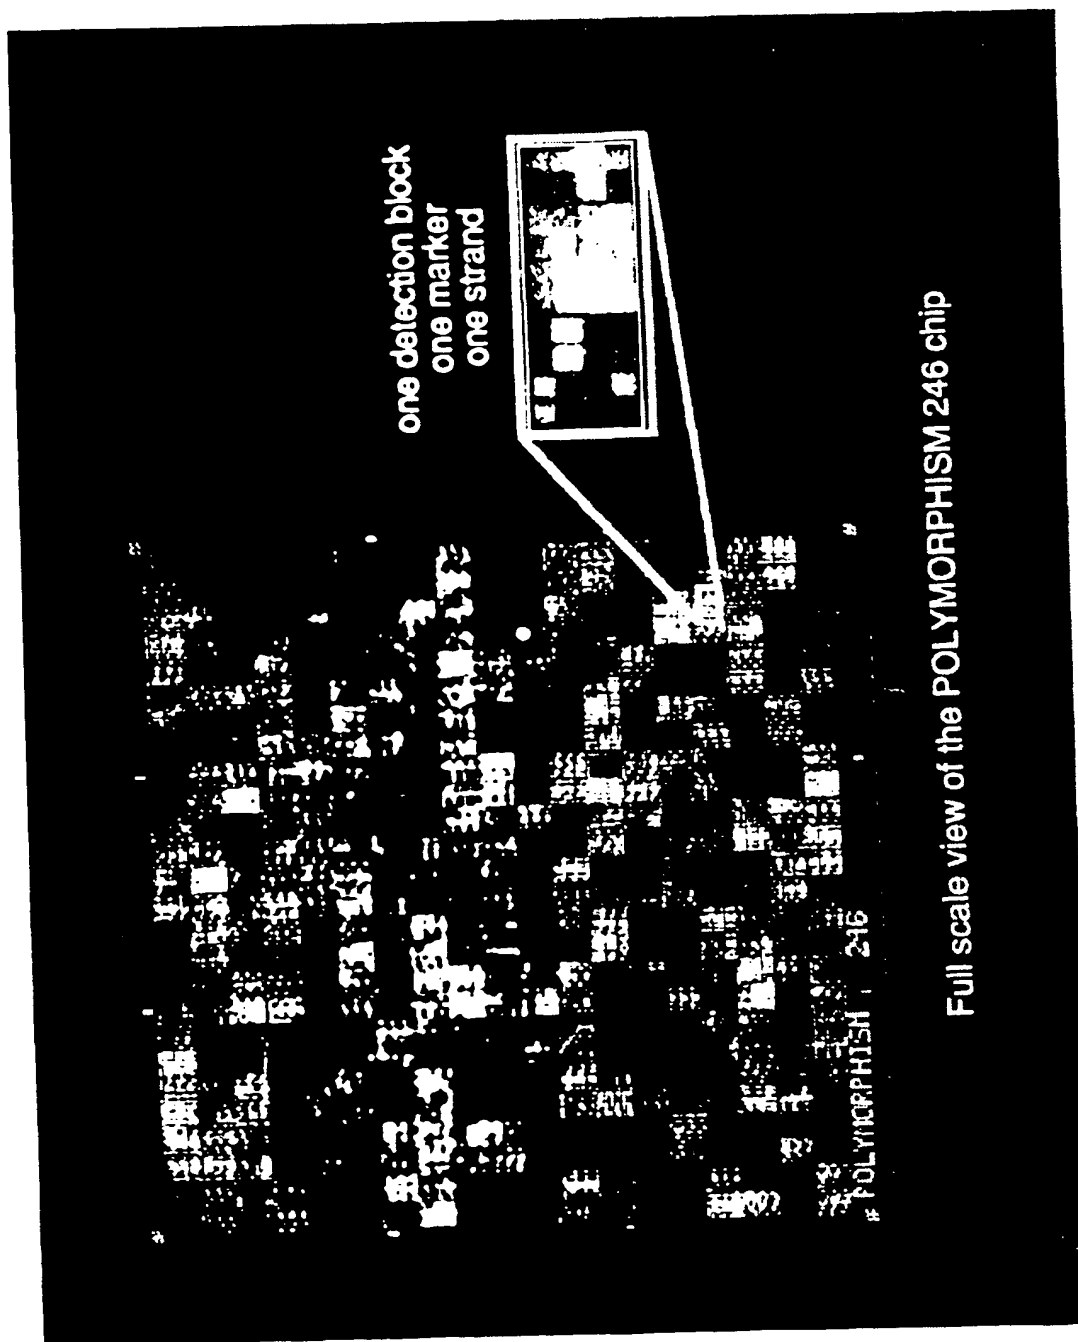 one detection block
one marker
one strand
# POLYMORPHISM 246 #
Full scale view of the POLYMORPHISM 246 chip